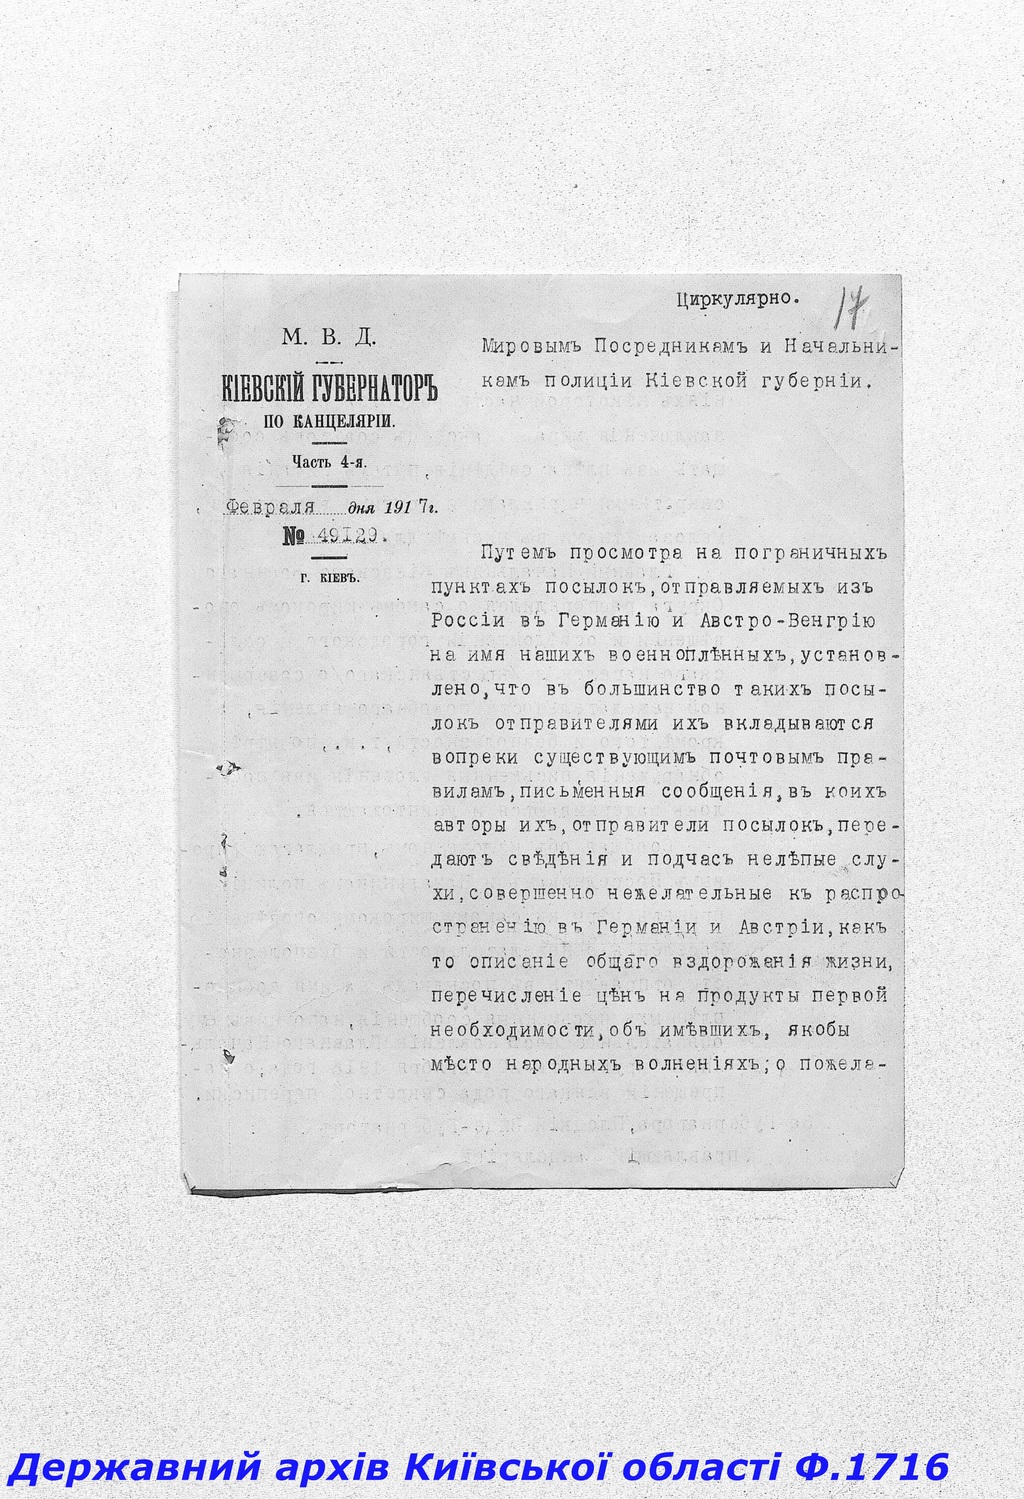 Циркулярно.
17
М. В. Д.
КІЕВСКІЙ ГУБЕРНАТОРЪ
ПО КАНЦЕЛЯРІИ.
Часть 4-я.
Февраля дня 1917г.
№ 49129.
г. КІЕВЪ.
Мировымъ Посредникамъ и Начальни-
камъ полиціи Кіевской губерніи.
Путемъ просмотра на пограничныхъ
пунктахъ посылокъ,отправляемыхъ изъ
Россіи въ Германію и Австро-Венгрію
на имя нашихъ военноплѣнныхъ,установ-
лено,что въ большинство такихъ посы-
локъ отправителями ихъ вкладываются
вопреки существующимъ почтовымъ пра-
виламъ,письменныя сообщенія,въ коихъ
авторы ихъ,отправители посылокъ,пере-
даютъ свѣдѣнія и подчасъ нелѣпые слу-
хи,совершенно нежелательные къ распро-
страненію въ Германіи и Австріи,какъ
то описаніе общаго вздорожанія жизни,
перечисленіе цѣнъ на продукты первой
необходимости,объ имѣвшихъ, якобы
мѣсто народныхъ волненіяхъ;о пожела-
Державний архів Київської області Ф.1716